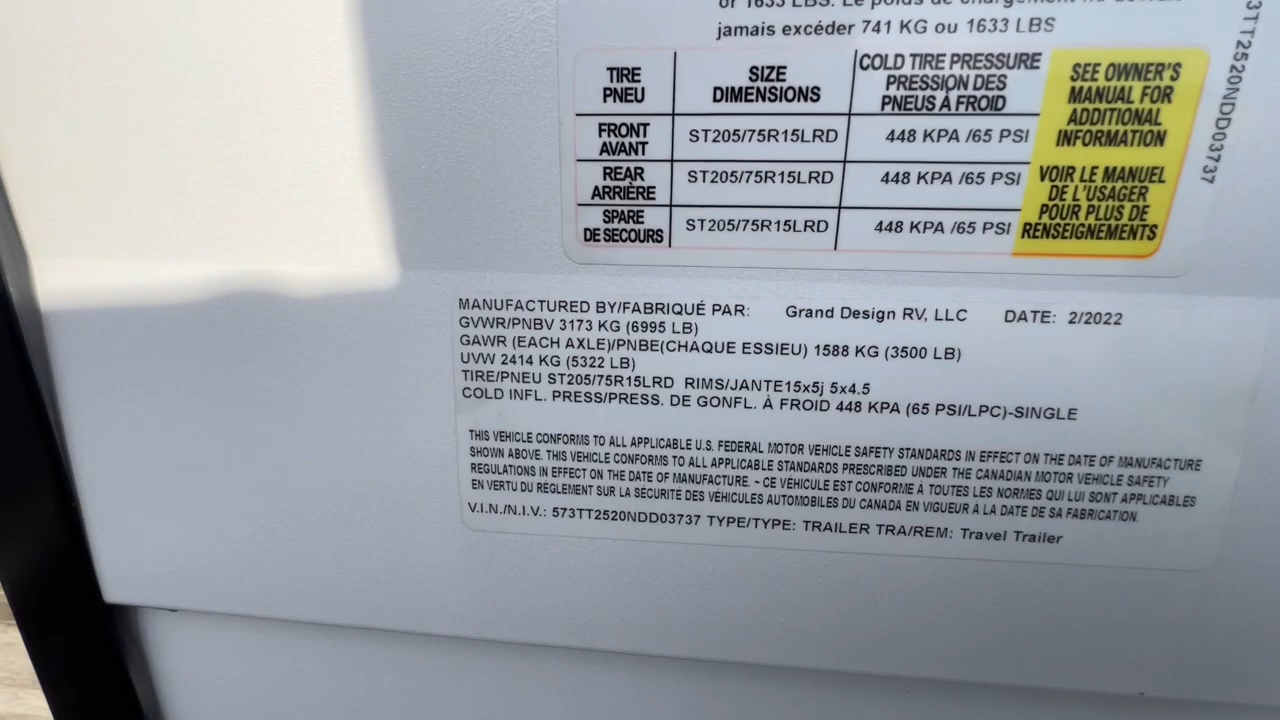 or 1633 LBS. Le poids de chargement
jamais excéder 741 KG ou 1633 LBS
TIRE
PNEU
SIZE
DIMENSIONS
COLD TIRE PRESSURE
PRESSION DES
PNEUS À FROID
FRONT
AVANT
ST205/75R15LRD
448 KPA /65 PSI
REAR
ARRIÈRE
ST205/75R15LRD
448 KPA /65 PSI
SPARE
DE SECOURS
ST205/75R15LRD
448 KPA /65 PSI
SEE OWNER'S
MANUAL FOR
ADDITIONAL
INFORMATION
VOIR LE MANUEL
DE L'USAGER
POUR PLUS DE
RENSEIGNEMENTS
3TT2520NDD03737
MANUFACTURED BY/FABRIQUÉ PAR: Grand Design RV, LLC DATE: 2/2022
GVWR/PNBV 3173 KG (6995 LB)
GAWR (EACH AXLE)/PNBE(CHAQUE ESSIEU) 1588 KG (3500 LB)
UVW 2414 KG (5322 LB)
TIRE/PNEU ST205/75R15LRD RIMS/JANTE15x5j 5x4.5
COLD INFL. PRESS/PRESS. DE GONFL. À FROID 448 KPA (65 PSI/LPC)-SINGLE
THIS VEHICLE CONFORMS TO ALL APPLICABLE U.S. FEDERAL MOTOR VEHICLE SAFETY STANDARDS IN EFFECT ON THE DATE OF MANUFACTURE
SHOWN ABOVE. THIS VEHICLE CONFORMS TO ALL APPLICABLE STANDARDS PRESCRIBED UNDER THE CANADIAN MOTOR VEHICLE SAFETY
REGULATIONS IN EFFECT ON THE DATE OF MANUFACTURE. ~ CE VÉHICULE EST CONFORME À TOUTES LES NORMES QUI LUI SONT APPLICABLES
EN VERTU DU RÈGLEMENT SUR LA SÉCURITÉ DES VÉHICULES AUTOMOBILES DU CANADA EN VIGUEUR À LA DATE DE SA FABRICATION.
V.I.N./N.I.V.: 573TT2520NDD03737 TYPE/TYPE: TRAILER TRA/REM: Travel Trailer